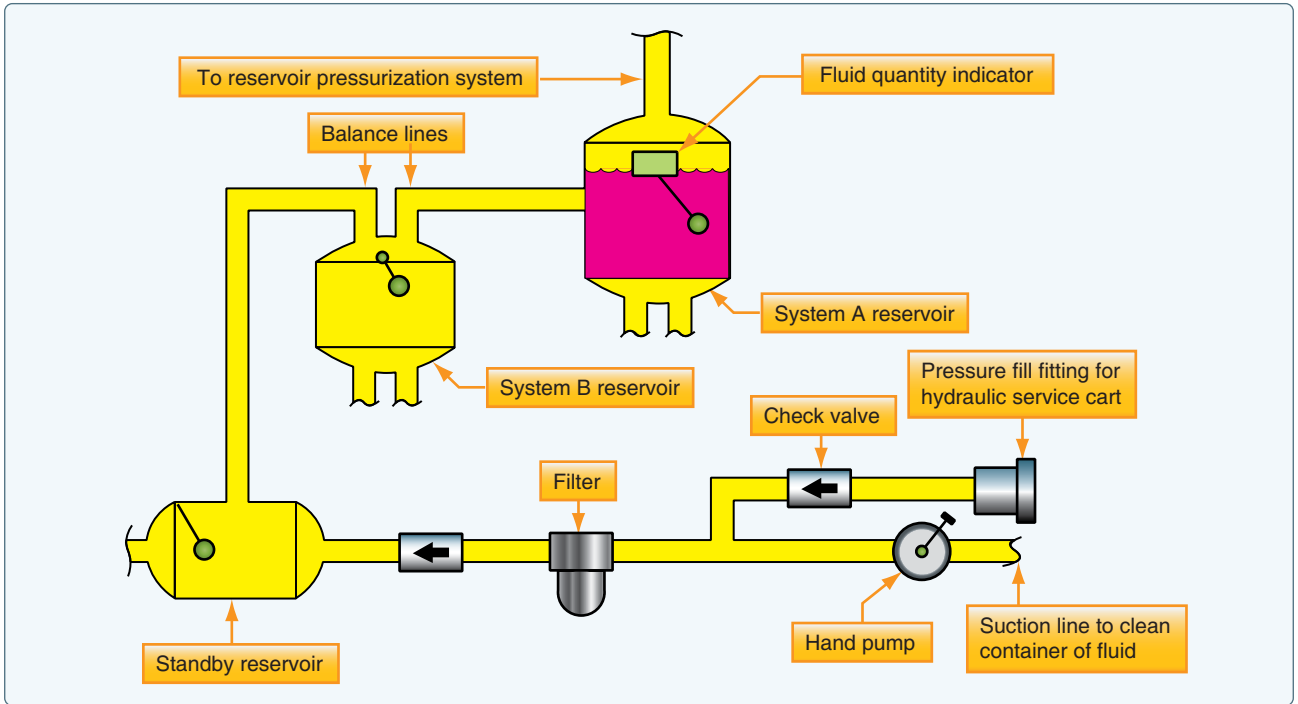 To reservoir pressurization system
Fluid quantity indicator
Balance lines
System A reservoir
System B reservoir
Pressure fill fitting for
hydraulic service cart
Check valve
Filter
Hand pump
Suction line to clean
container of fluid
Standby reservoir